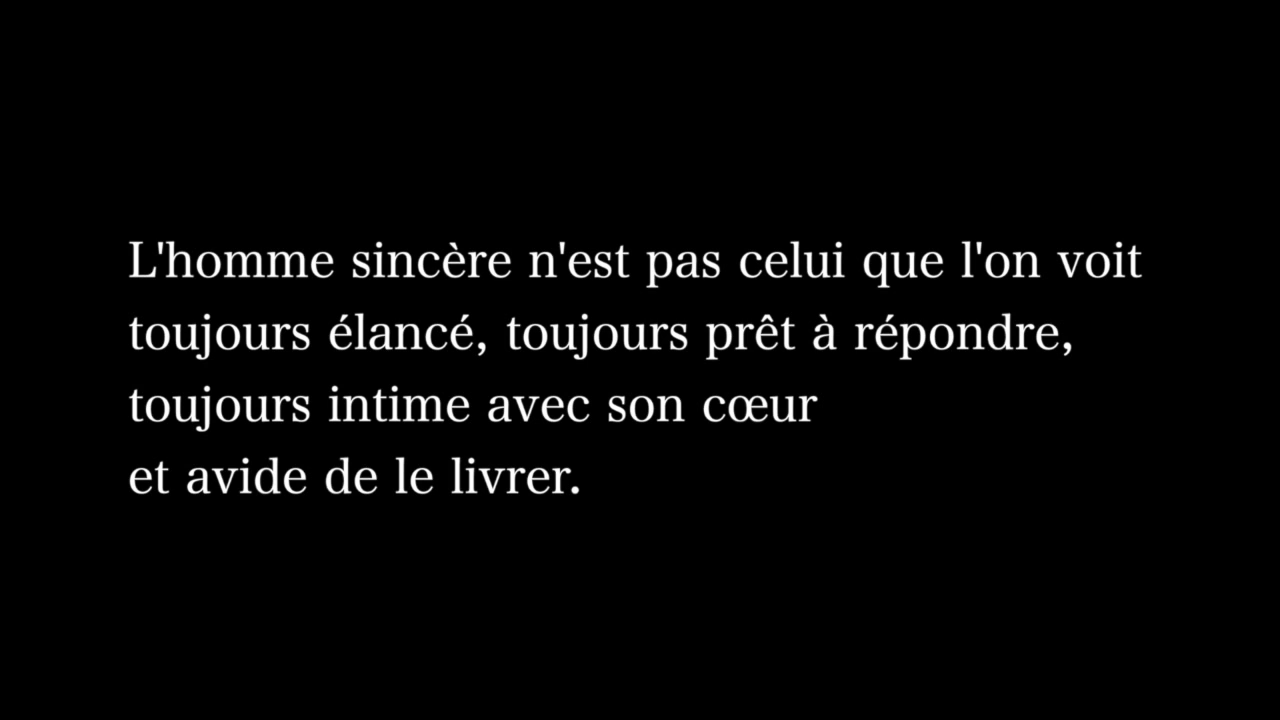 L'homme sincère n'est pas celui que l'on voit
toujours élancé, toujours prêt à répondre,
toujours intime avec son cœur
et avide de le livrer.